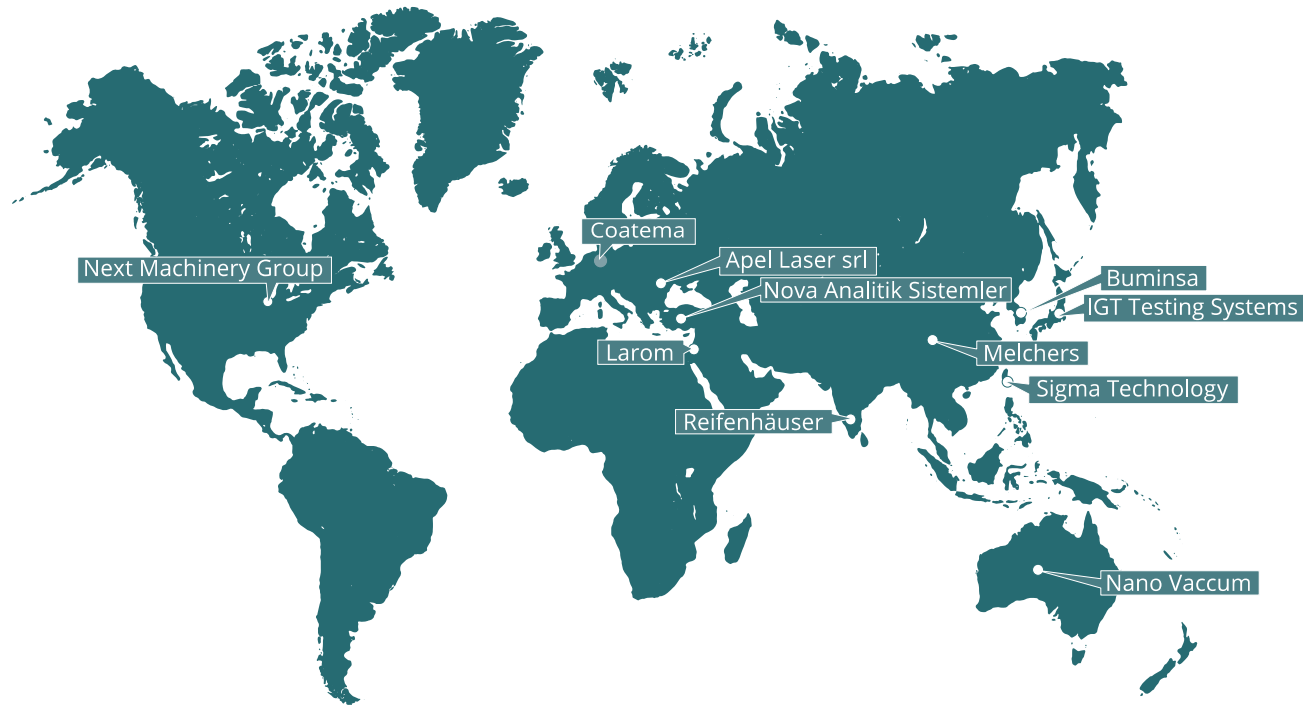 Coatema
Next Machinery Group
Apel Laser srl
Nova Analitik Sistemler
Buminsa
IGT Testing Systems
Larom
Melchers
Sigma Technology
Reifenhäuser
Nano Vaccum